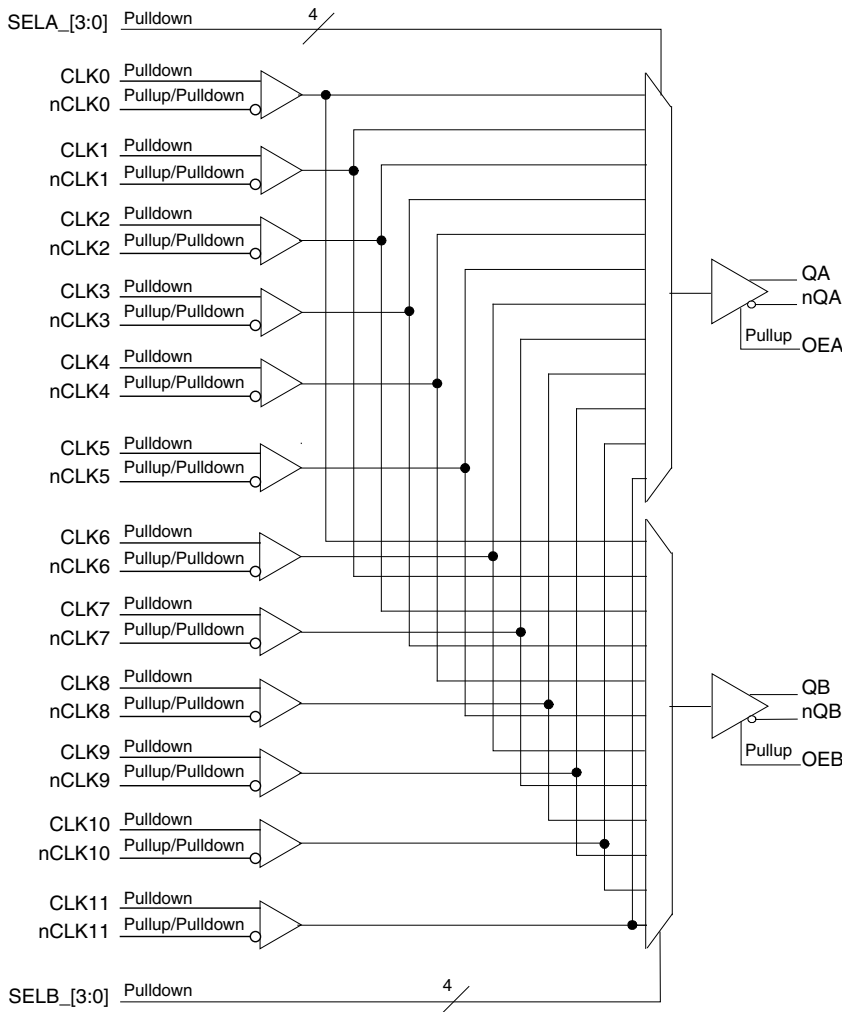 SELA_[3:0] Pulldown 4
CLK0 Pulldown
nCLK0 Pullup/Pulldown
CLK1 Pulldown
nCLK1 Pullup/Pulldown
CLK2 Pulldown
nCLK2 Pullup/Pulldown
CLK3 Pulldown
nCLK3 Pullup/Pulldown
CLK4 Pulldown
nCLK4 Pullup/Pulldown
CLK5 Pulldown
nCLK5 Pullup/Pulldown
CLK6 Pulldown
nCLK6 Pullup/Pulldown
CLK7 Pulldown
nCLK7 Pullup/Pulldown
CLK8 Pulldown
nCLK8 Pullup/Pulldown
CLK9 Pulldown
nCLK9 Pullup/Pulldown
CLK10 Pulldown
nCLK10 Pullup/Pulldown
CLK11 Pulldown
nCLK11 Pullup/Pulldown
SELB_[3:0] Pulldown 4
QA
nQA
Pullup OEA
QB
nQB
Pullup OEB